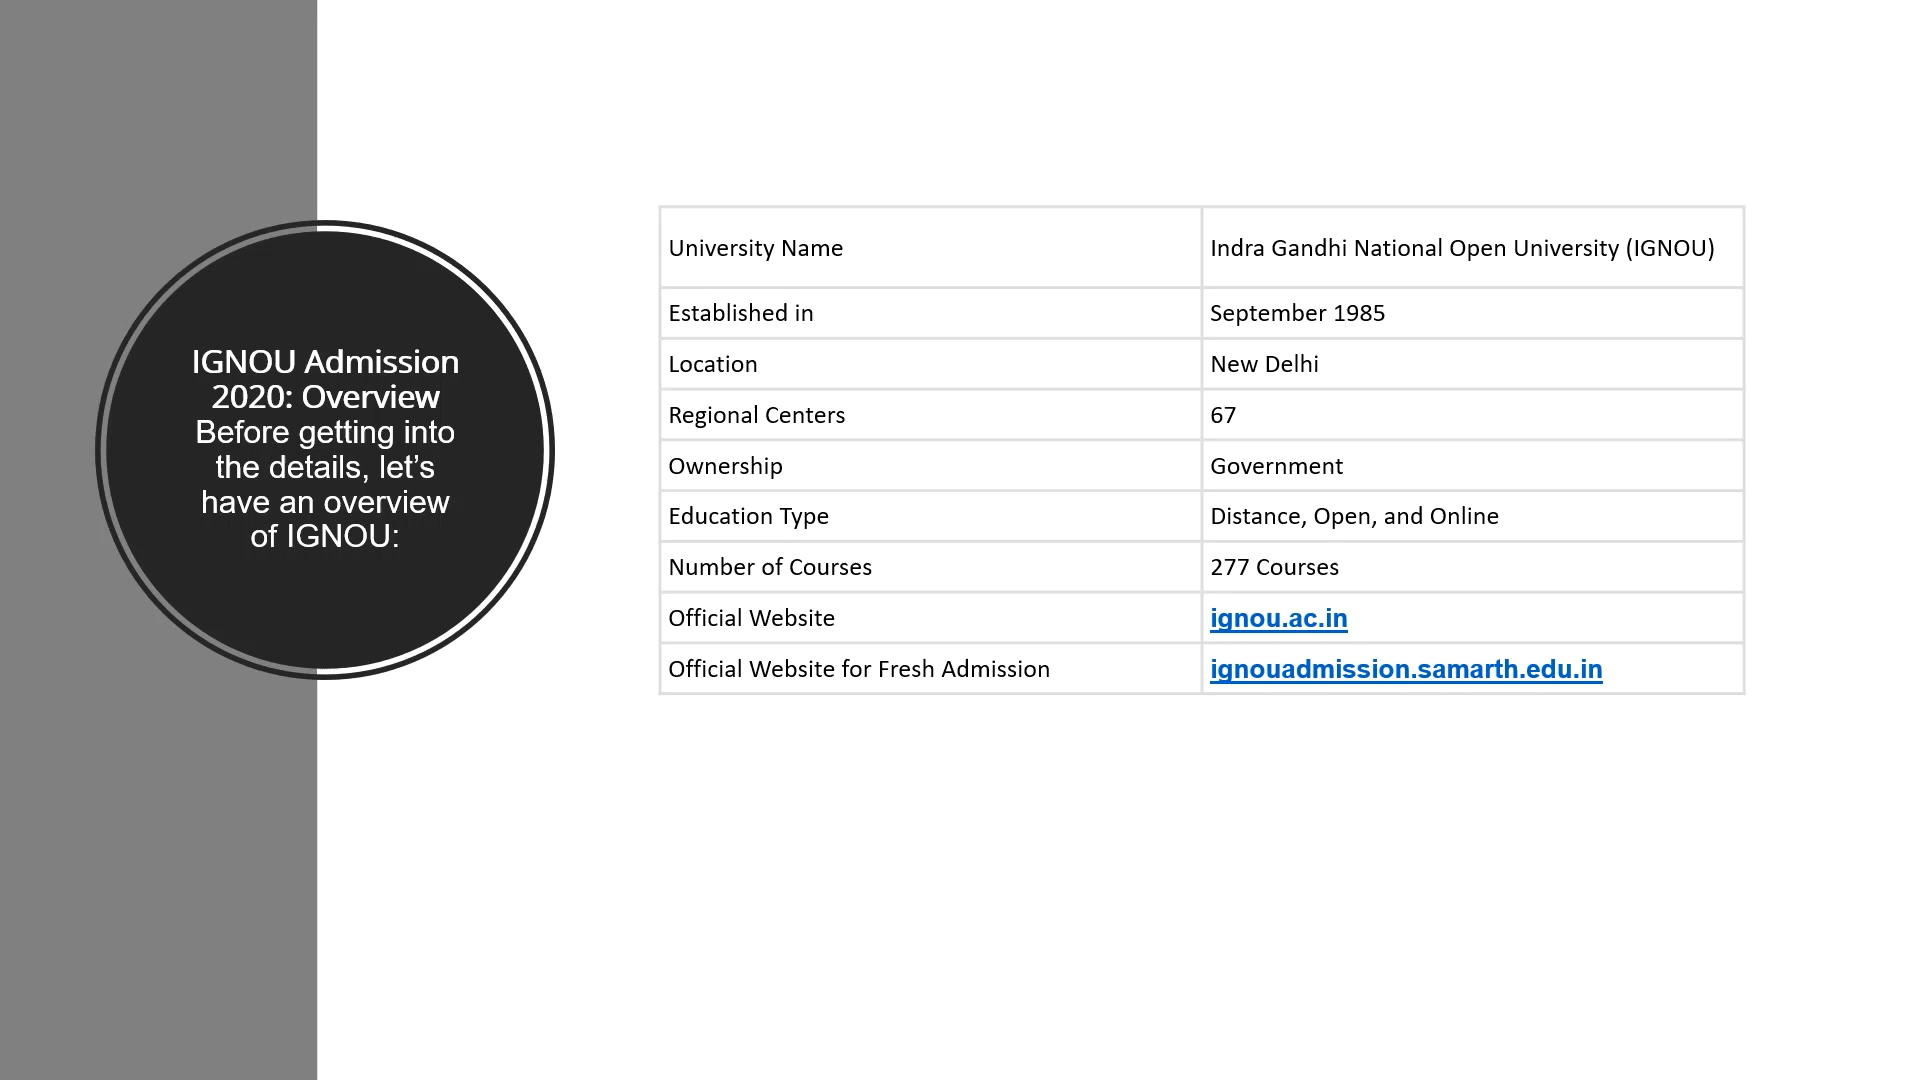 IGNOU Admission
2020: Overview
Before getting into
the details, let’s
have an overview
of IGNOU:
University Name
Indra Gandhi National Open University (IGNOU)
Established in
September 1985
Location
New Delhi
Regional Centers
67
Ownership
Government
Education Type
Distance, Open, and Online
Number of Courses
277 Courses
Official Website
ignou.ac.in
Official Website for Fresh Admission
ignouadmission.samarth.edu.in